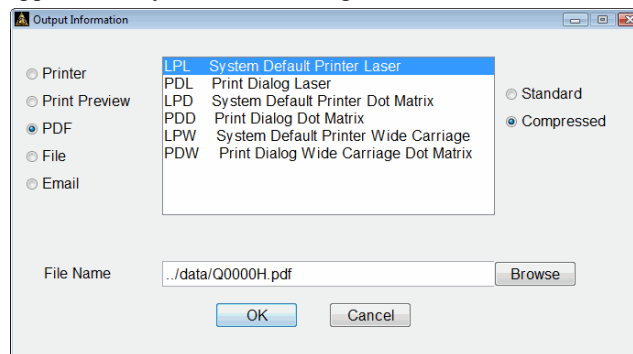 Output Information
Printer
Print Preview
PDF
File
Email
LPL System Default Printer Laser
PDL Print Dialog Laser
LPD System Default Printer Dot Matrix
PDD Print Dialog Dot Matrix
LPW System Default Printer Wide Carriage
PDW Print Dialog Wide Carriage Dot Matrix
Standard
Compressed
File Name ../data/Q0000H.pdf Browse
OK Cancel